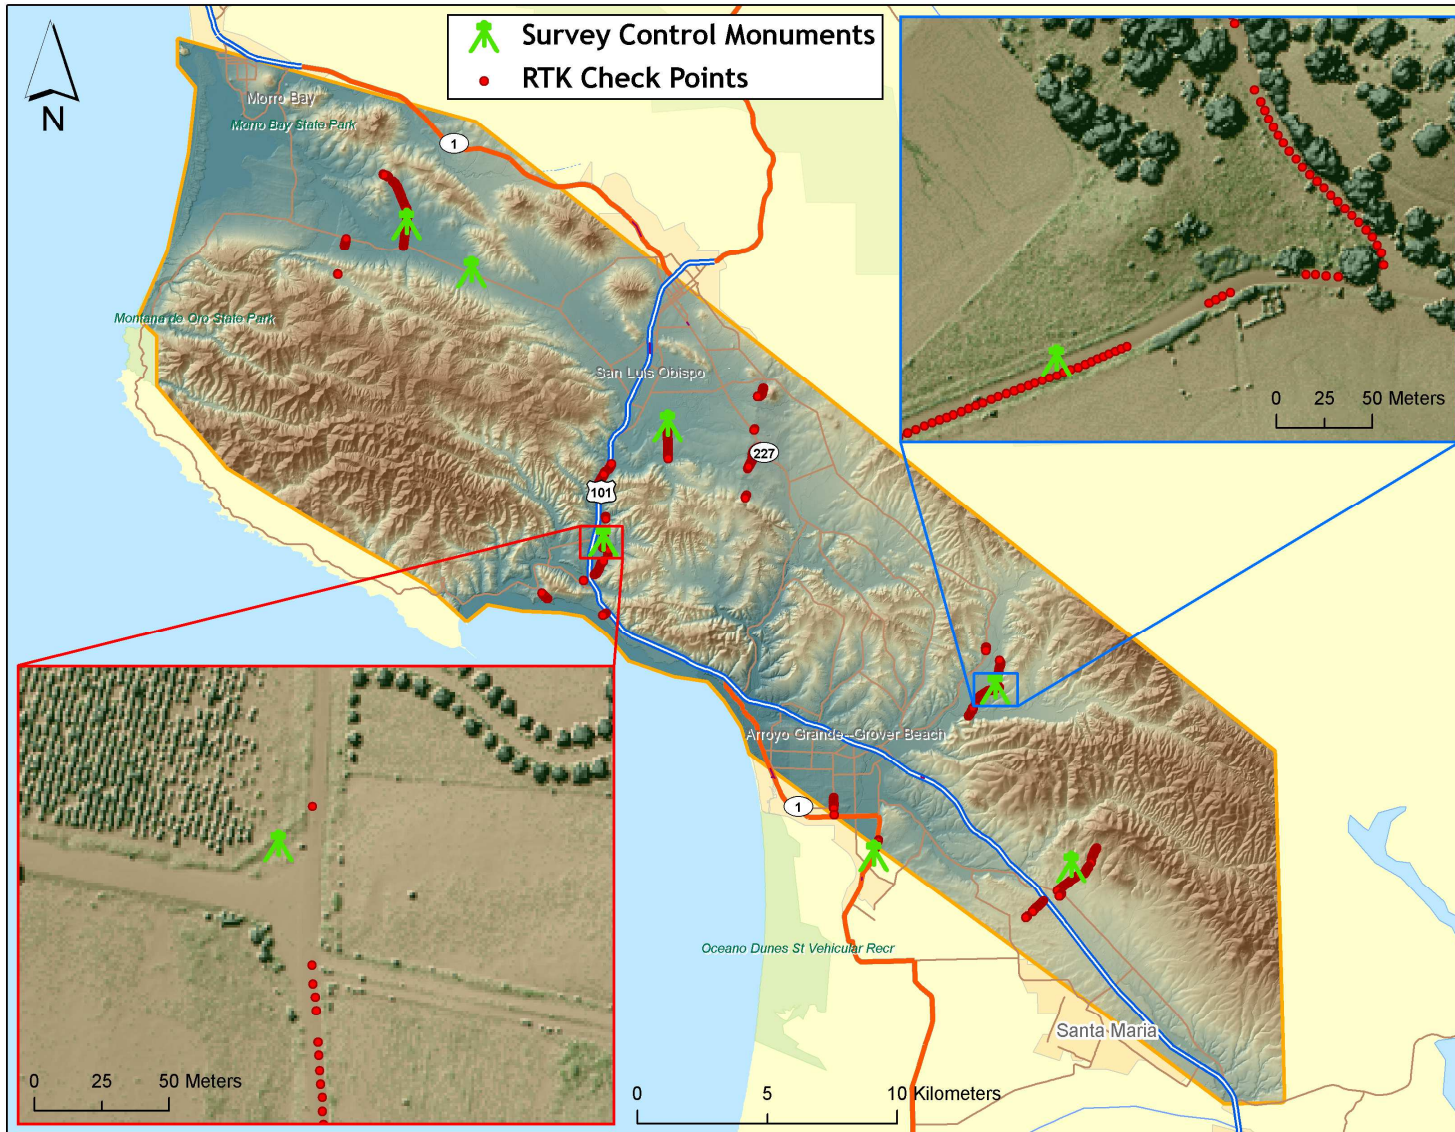 Survey Control Monuments
RTK Check Points
N
Morro Bay
Morro Bay State Park
1
Montana de Oro State Park
San Luis Obispo
227
101
0 25 50 Meters
Arroyo Grande--Grover Beach
1
Oceano Dunes St Vehicular Recr
Santa Maria
0 25 50 Meters
0 5 10 Kilometers